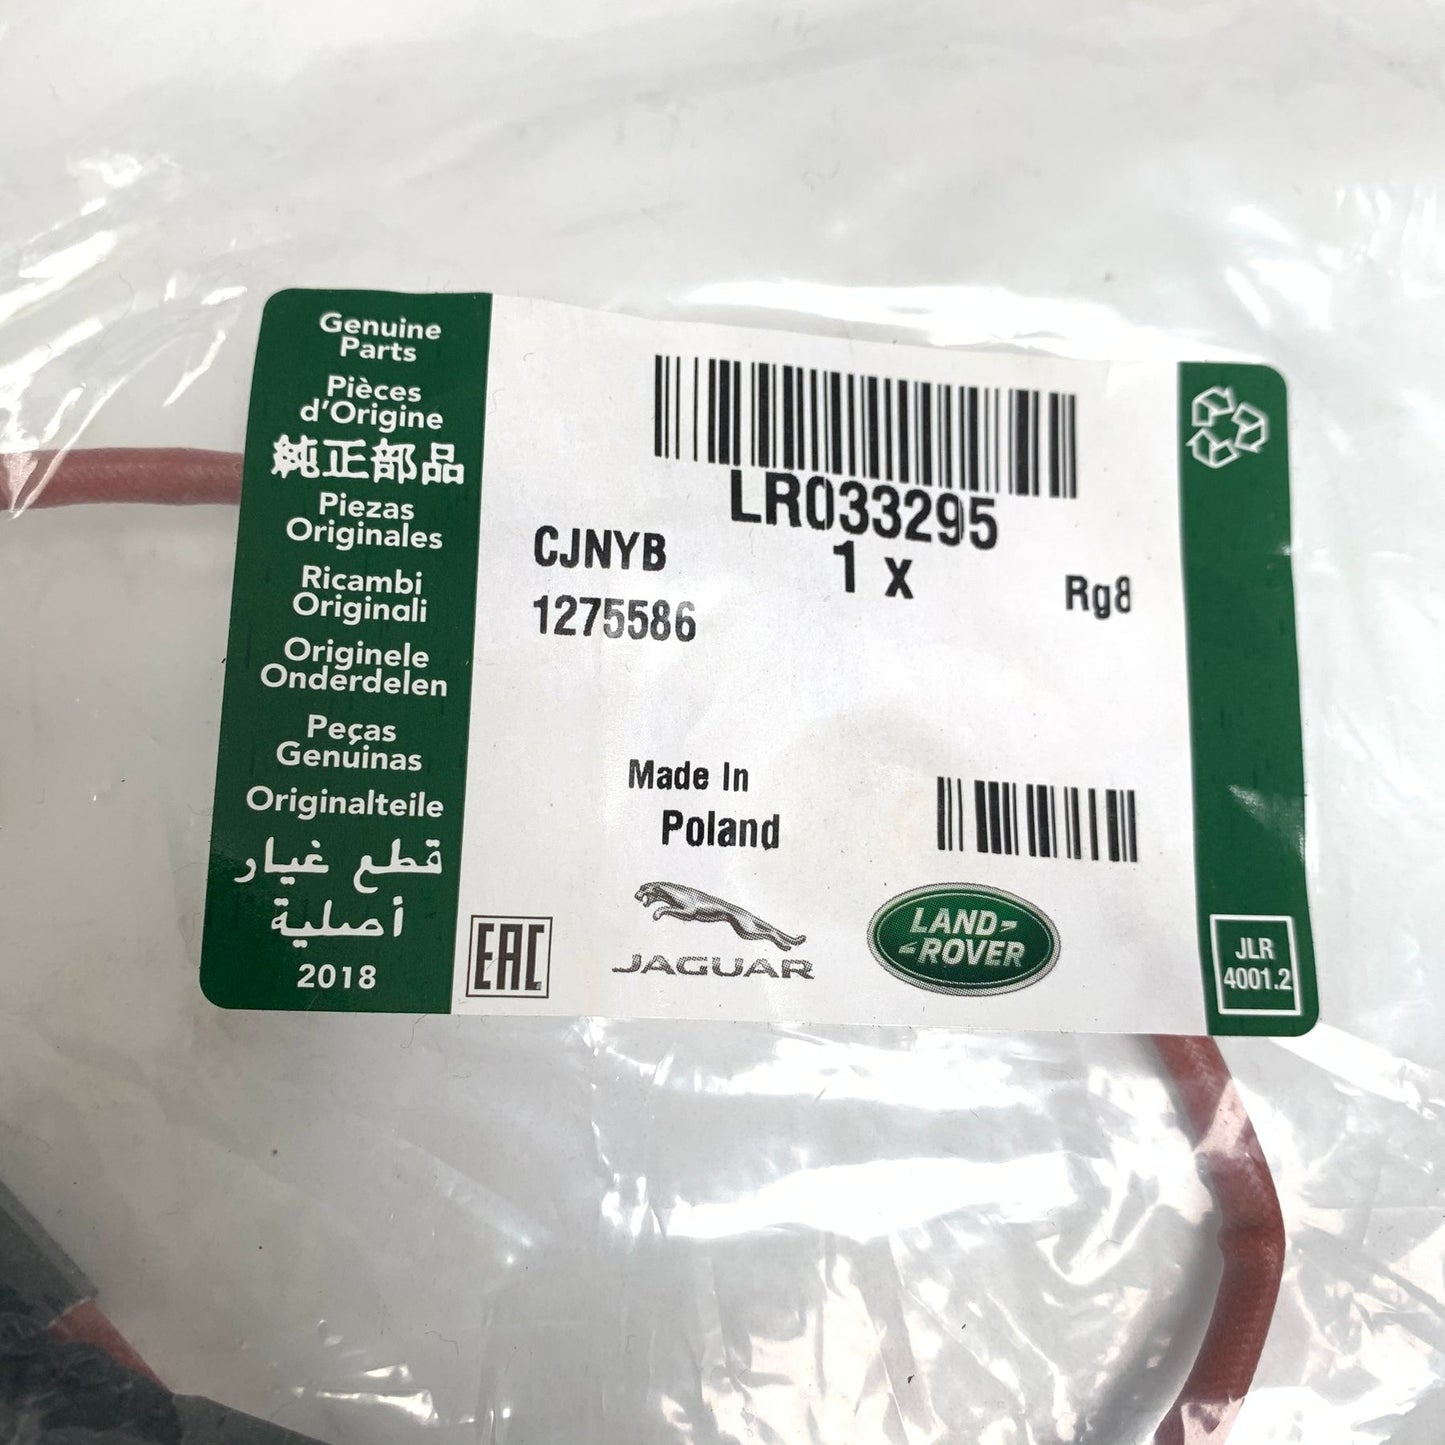 Genuine
Parts
Pièces
d'Origine
純正部品
Piezas
Originales
Ricambi
Originali
Originele
Onderdelen
Peças
Genuinas
Originalteile
قطع غيار
أصلية
2018
LR033295
CJNYB
1 x
Rg8
1275586
Made In
Poland
EAC
JAGUAR
LAND-
-ROVER
JLR
4001.2